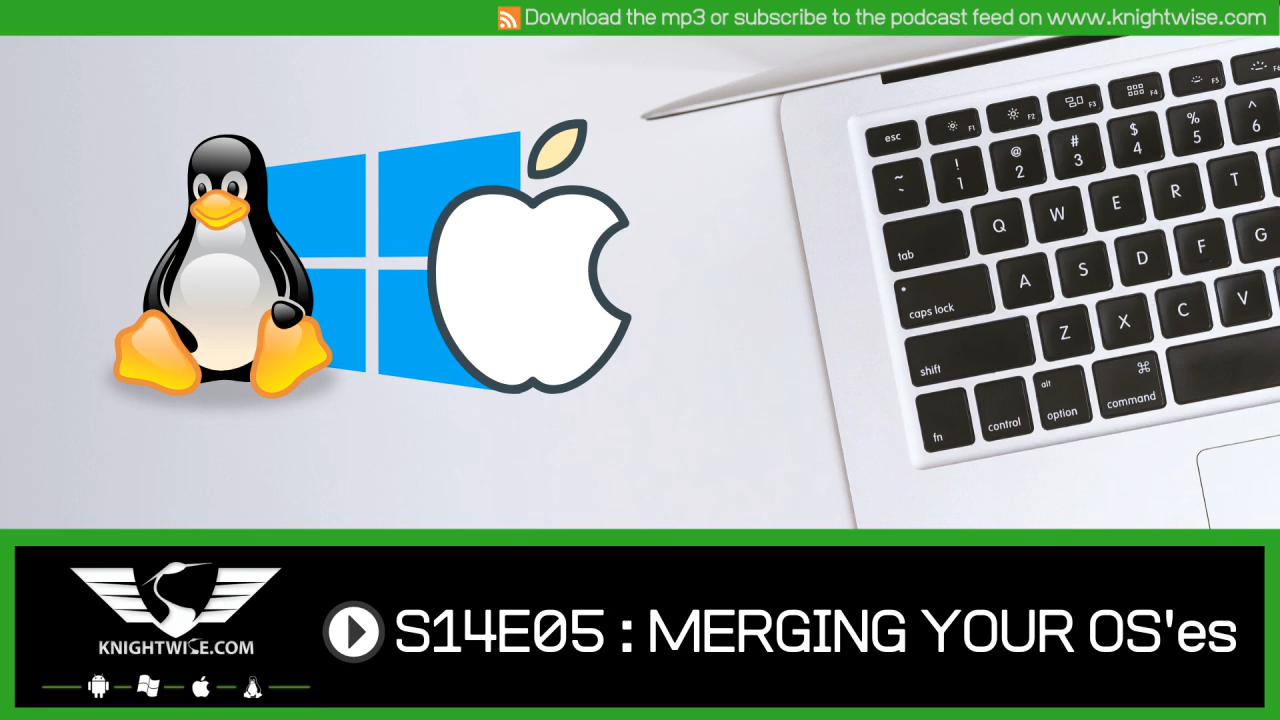 Download the mp3 or subscribe to the podcast feed on www.knightwise.com
esc F1 F2 F3 F4 F5 F6
~ ` ! 1 @ 2 # 3 $ 4 % 5 ^ 6
tab Q W E R T
caps lock A S D F G
shift Z X C V
fn control alt option ⌘ command
KNIGHTWISE.COM
S14E05 : MERGING YOUR OS'es